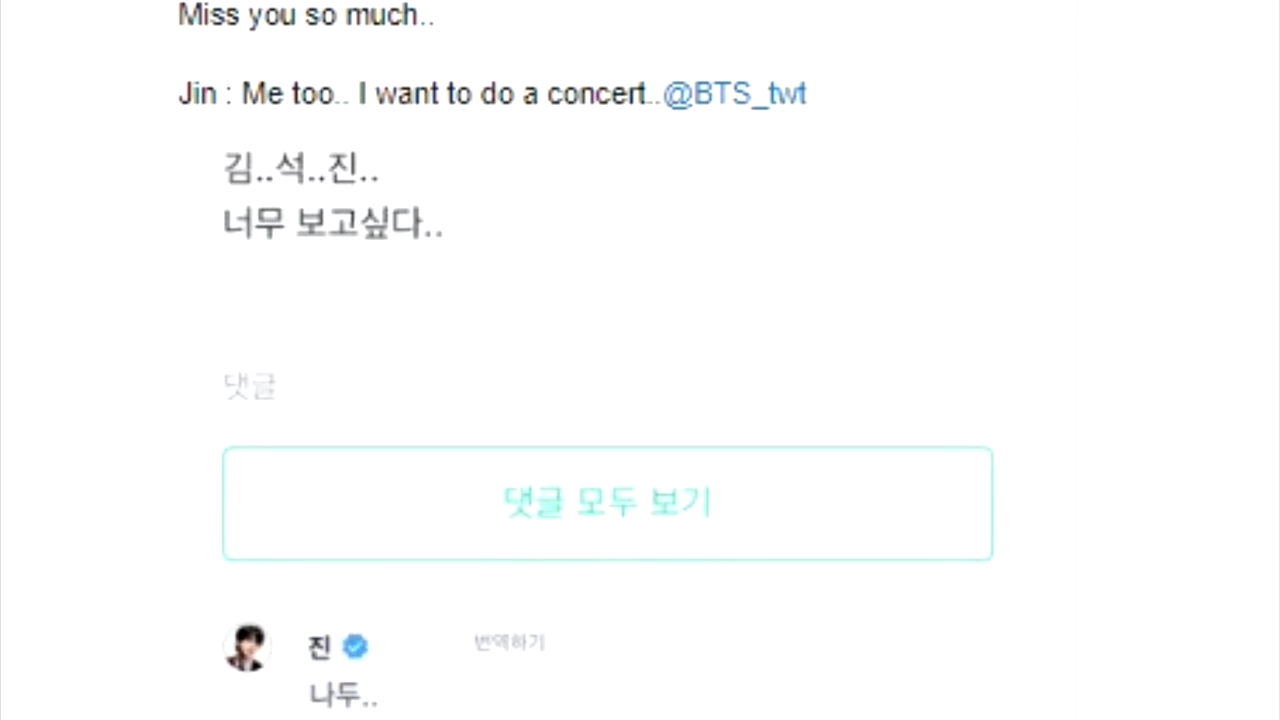 Miss you so much..
Jin : Me too.. I want to do a concert..@BTS_twt
김..석..진..
너무 보고싶다..
댓글
댓글 모두 보기
진
번역하기
나두..